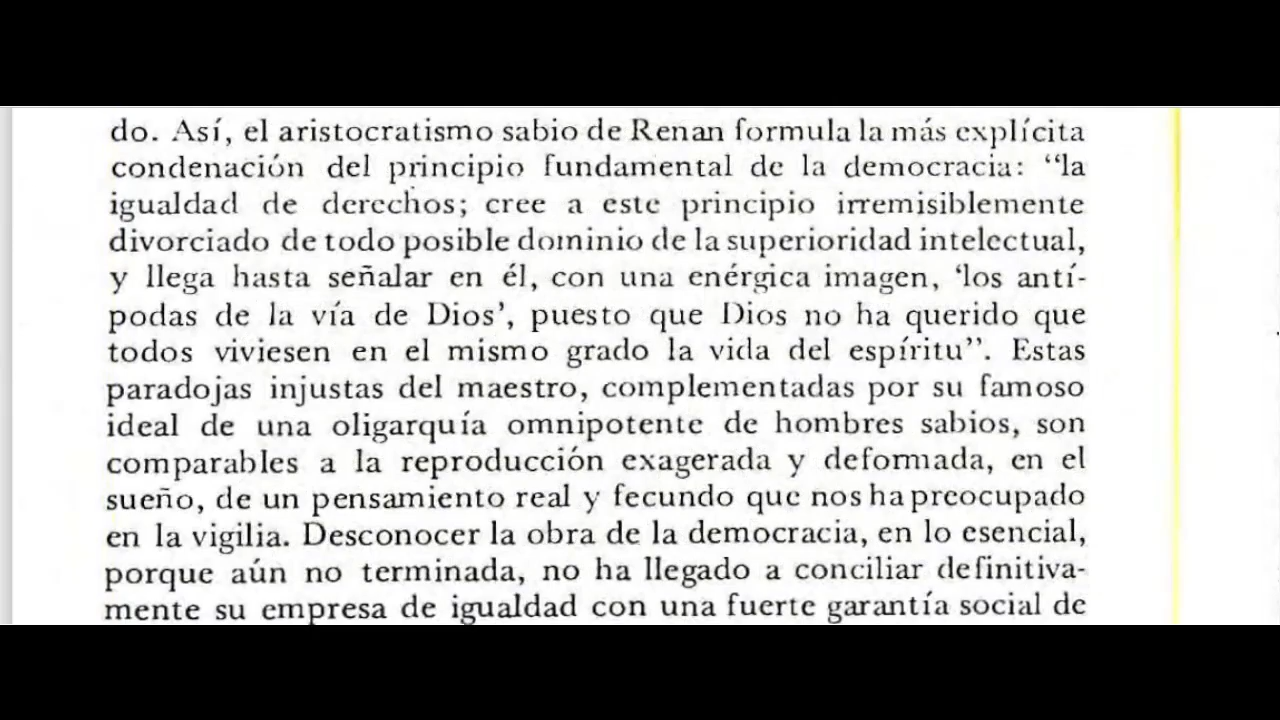 do. Así, el aristocratismo sabio de Renan formula la más explícita
condenación del principio fundamental de la democracia: “la
igualdad de derechos; cree a este principio irremisiblemente
divorciado de todo posible dominio de la superioridad intelectual,
y llega hasta señalar en él, con una enérgica imagen, ‘los antí-
podas de la vía de Dios’, puesto que Dios no ha querido que
todos viviesen en el mismo grado la vida del espíritu”. Estas
paradojas injustas del maestro, complementadas por su famoso
ideal de una oligarquía omnipotente de hombres sabios, son
comparables a la reproducción exagerada y deformada, en el
sueño, de un pensamiento real y fecundo que nos ha preocupado
en la vigilia. Desconocer la obra de la democracia, en lo esencial,
porque aún no terminada, no ha llegado a conciliar definitiva-
mente su empresa de igualdad con una fuerte garantía social de